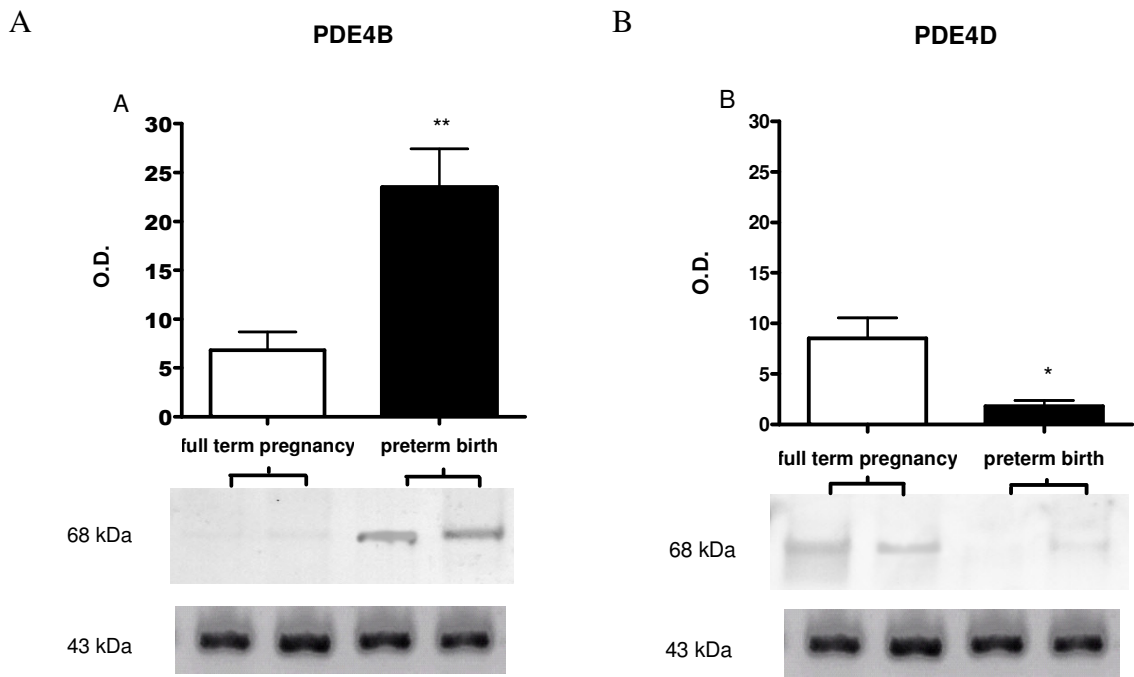 A
PDE4B
A
**
30
25
20
15
10
5
0
O.D.
full term pregnancy
preterm birth
68 kDa
43 kDa
B
PDE4D
B
30
25
20
15
10
5
0
O.D.
*
full term pregnancy
preterm birth
68 kDa
43 kDa